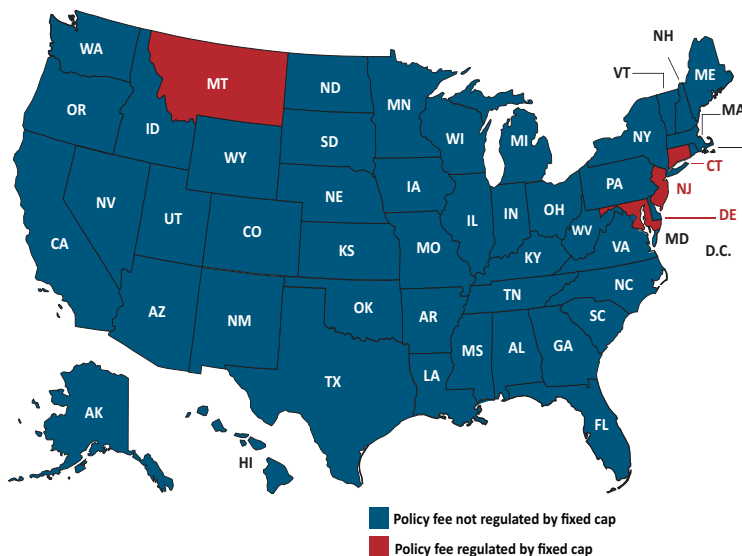 NH
WA
VT
ME
MT
ND
MN
MA
OR
ID
WI
NY
MI
SD
WY
CT
PA
NJ
IA
NE
NV
OH
IL
IN
UT
DE
CO
WV
CA
MD
VA
KS
MO
D.C.
KY
NC
TN
OK
AZ
AR
NM
SC
MS
AL
GA
LA
TX
AK
FL
HI
Policy fee not regulated by fixed cap
Policy fee regulated by fixed cap